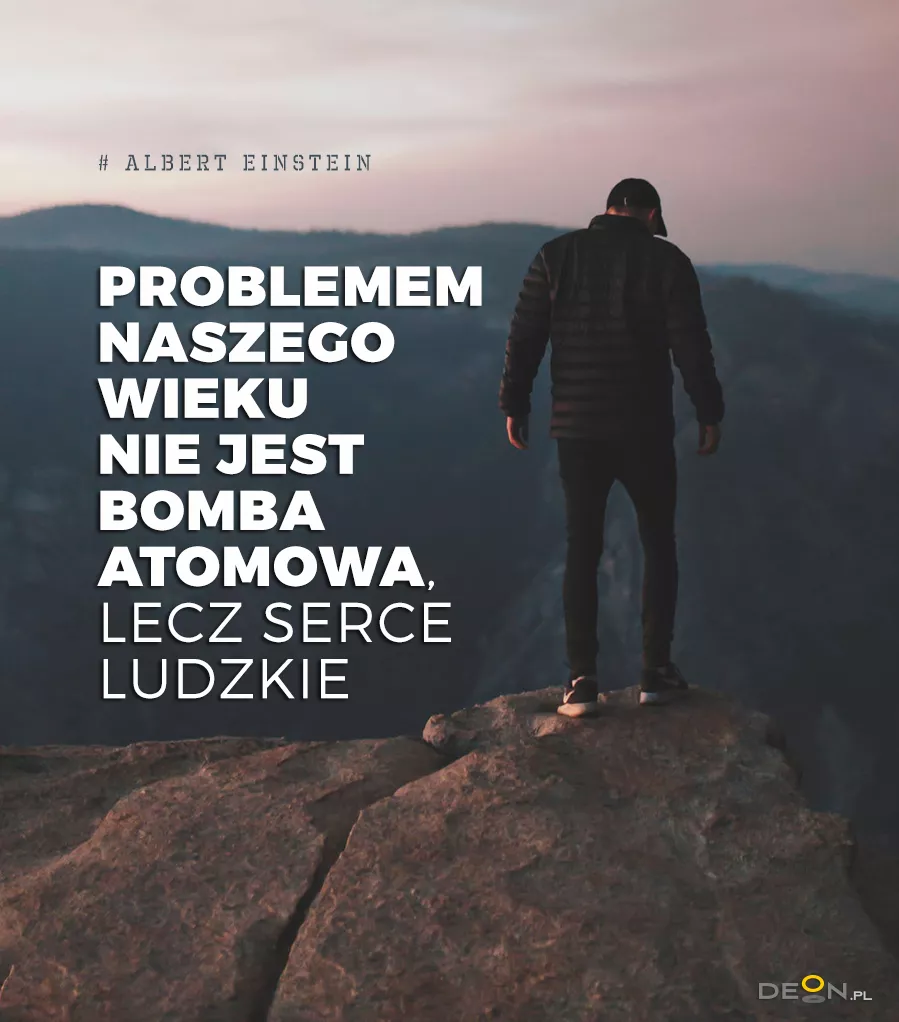 # ALBERT EINSTEIN
PROBLEMEM
NASZEGO
WIEKU
NIE JEST
BOMBA
ATOMOWA,
LECZ SERCE
LUDZKIE
DEON.PL